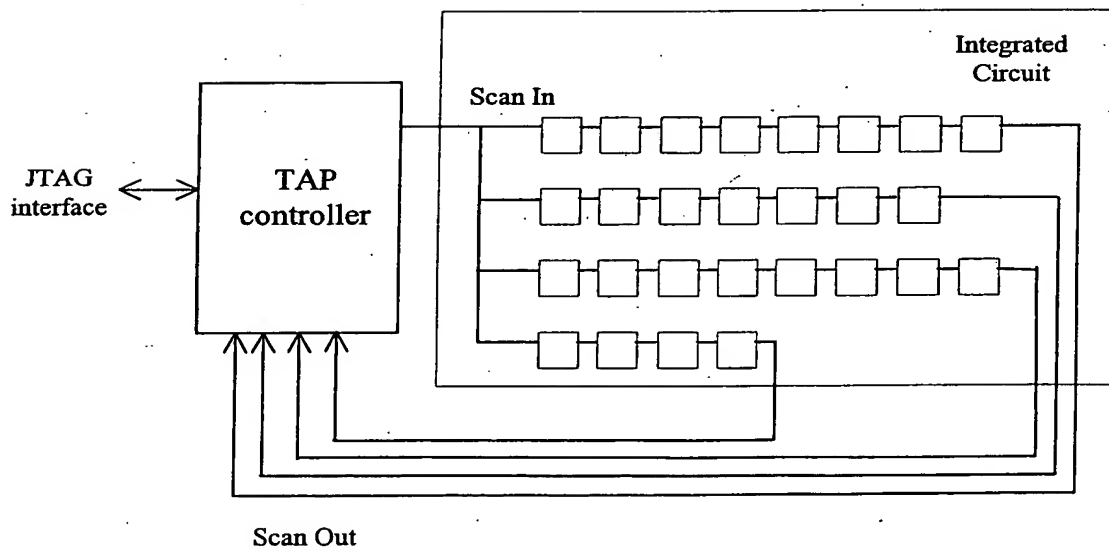 Integrated
Circuit
Scan In
JTAG
interface
TAP
controller
Scan Out